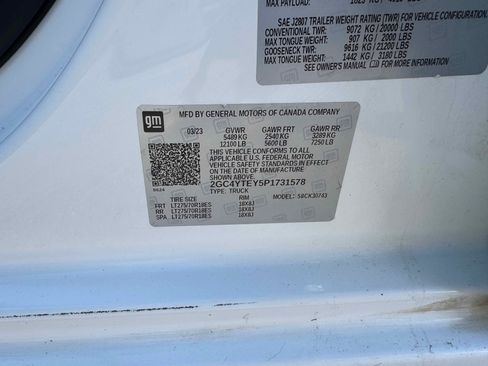 SAE J2807 TRAILER WEIGHT RATING (TWR) FOR VEHICLE CONFIGURATION
CONVENTIONAL TWR: 9072 KG / 20000 LBS
MAX TONGUE WEIGHT: 907 KG / 2000 LBS
GOOSENECK TWR: 9616 KG / 21200 LBS
MAX TONGUE WEIGHT: 1442 KG / 3180 LBS
SEE OWNER'S MANUAL FOR MORE INFORMATION
gm
MFD BY GENERAL MOTORS OF CANADA COMPANY
03/23 GVWR GAWR FRT GAWR RR
5489 KG 2540 KG 3289 KG
12100 LB 5600 LB 7250 LB
THIS VEHICLE CONFORMS TO ALL
APPLICABLE U.S. FEDERAL MOTOR VEHICLE
SAFETY STANDARDS IN EFFECT ON
THE DATE OF MANUFACTURE
SHOWN ABOVE.
2GC4YTEY5P1731578
TYPE: TRUCK MODEL:
TIRE SIZE RIM
FRT LT275/70R18ES 18X8J
RR LT275/70R18ES 18X8J
SPA LT275/70R18ES 18X8J